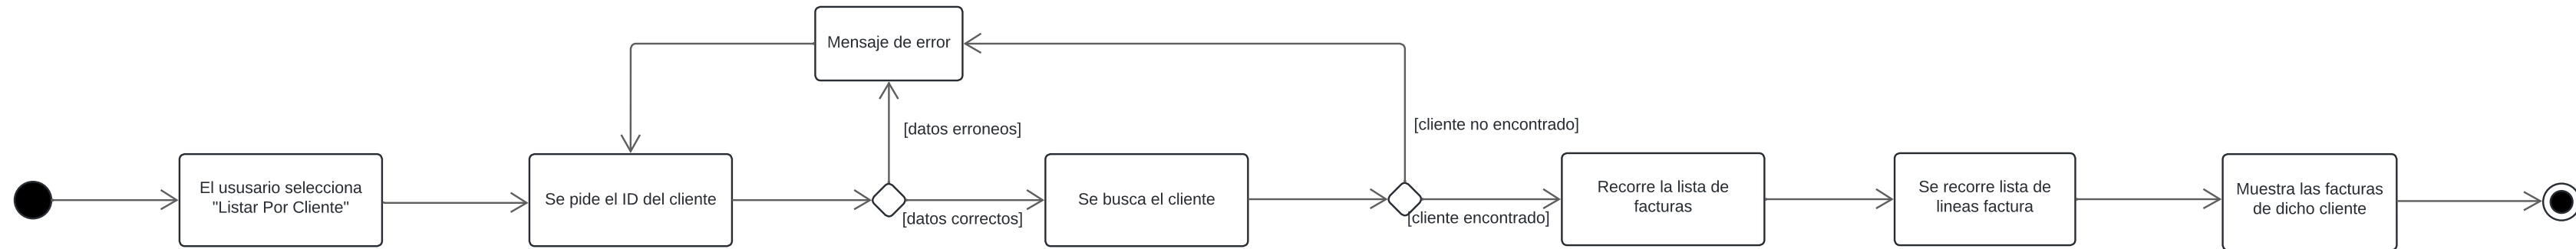 Mensaje de error
[datos erroneos]
[cliente no encontrado]
El ususario selecciona
"Listar Por Cliente"
Se pide el ID del cliente
[datos correctos]
Se busca el cliente
[cliente encontrado]
Recorre la lista de
facturas
Se recorre lista de
lineas factura
Muestra las facturas
de dicho cliente